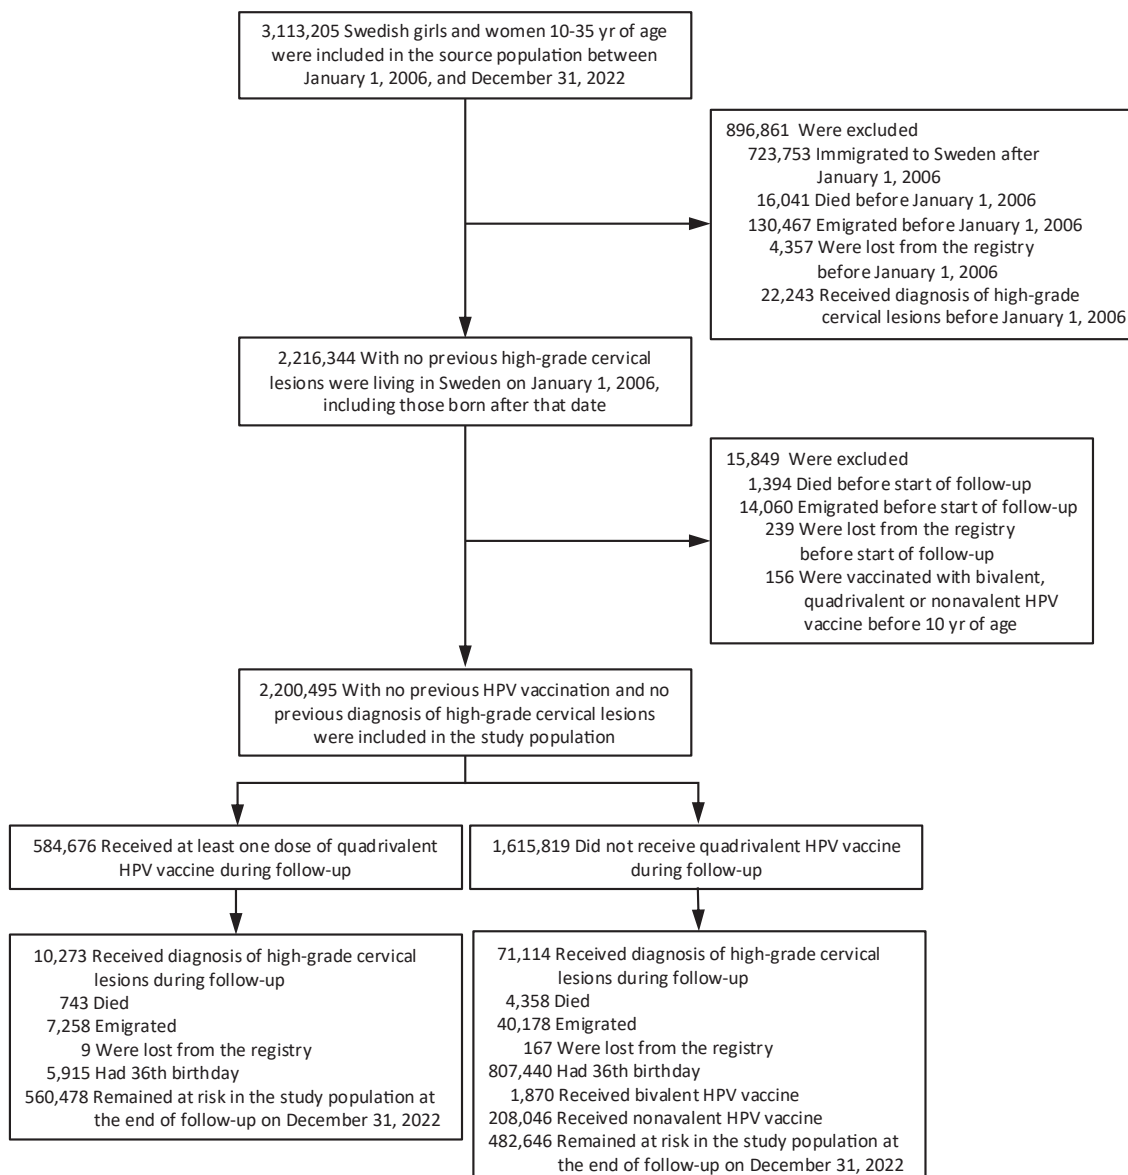 3,113,205 Swedish girls and women 10-35 yr of age
were included in the source population between
January 1, 2006, and December 31, 2022
896,861 Were excluded
723,753 Immigrated to Sweden after
January 1, 2006
16,041 Died before January 1, 2006
130,467 Emigrated before January 1, 2006
4,357 Were lost from the registry
before January 1, 2006
22,243 Received diagnosis of high-grade
cervical lesions before January 1, 2006
2,216,344 With no previous high-grade cervical
lesions were living in Sweden on January 1, 2006,
including those born after that date
15,849 Were excluded
1,394 Died before start of follow-up
14,060 Emigrated before start of follow-up
239 Were lost from the registry
before start of follow-up
156 Were vaccinated with bivalent,
quadrivalent or nonavalent HPV
vaccine before 10 yr of age
2,200,495 With no previous HPV vaccination and no
previous diagnosis of high-grade cervical lesions
were included in the study population
584,676 Received at least one dose of quadrivalent
HPV vaccine during follow-up
1,615,819 Did not receive quadrivalent HPV vaccine
during follow-up
10,273 Received diagnosis of high-grade cervical
lesions during follow-up
743 Died
7,258 Emigrated
9 Were lost from the registry
5,915 Had 36th birthday
560,478 Remained at risk in the study population at
the end of follow-up on December 31, 2022
71,114 Received diagnosis of high-grade cervical
lesions during follow-up
4,358 Died
40,178 Emigrated
167 Were lost from the registry
807,440 Had 36th birthday
1,870 Received bivalent HPV vaccine
208,046 Received nonavalent HPV vaccine
482,646 Remained at risk in the study population at
the end of follow-up on December 31, 2022